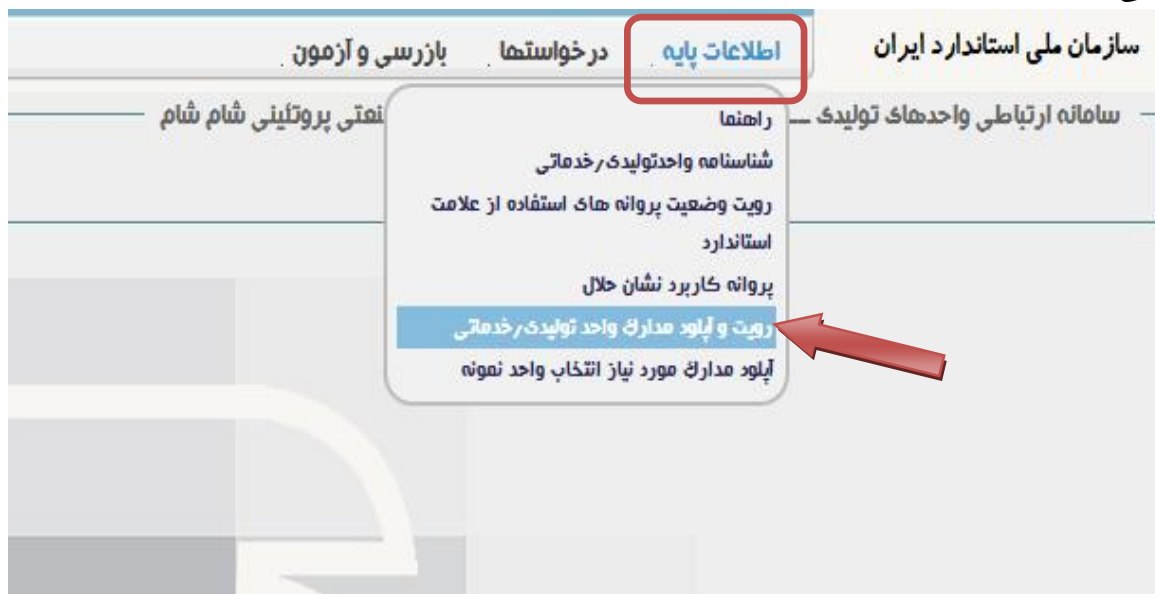 سازمان ملی استاندارد ایران
اطلاعات پایه
درخواستها
بازرسی و آزمون
سامانه ارتباطی واحدهای تولیدی
پروتئینی شام شام
راهنما
شناسنامه واحدتولیدی/خدماتی
رویت وضعیت پروانه های استفاده از علامت
استاندارد
پروانه کاربرد نشان حلال
رویت و آپلود مدارک واحد تولیدی/خدماتی
آپلود مدارک مورد نیاز انتخاب واحد نمونه